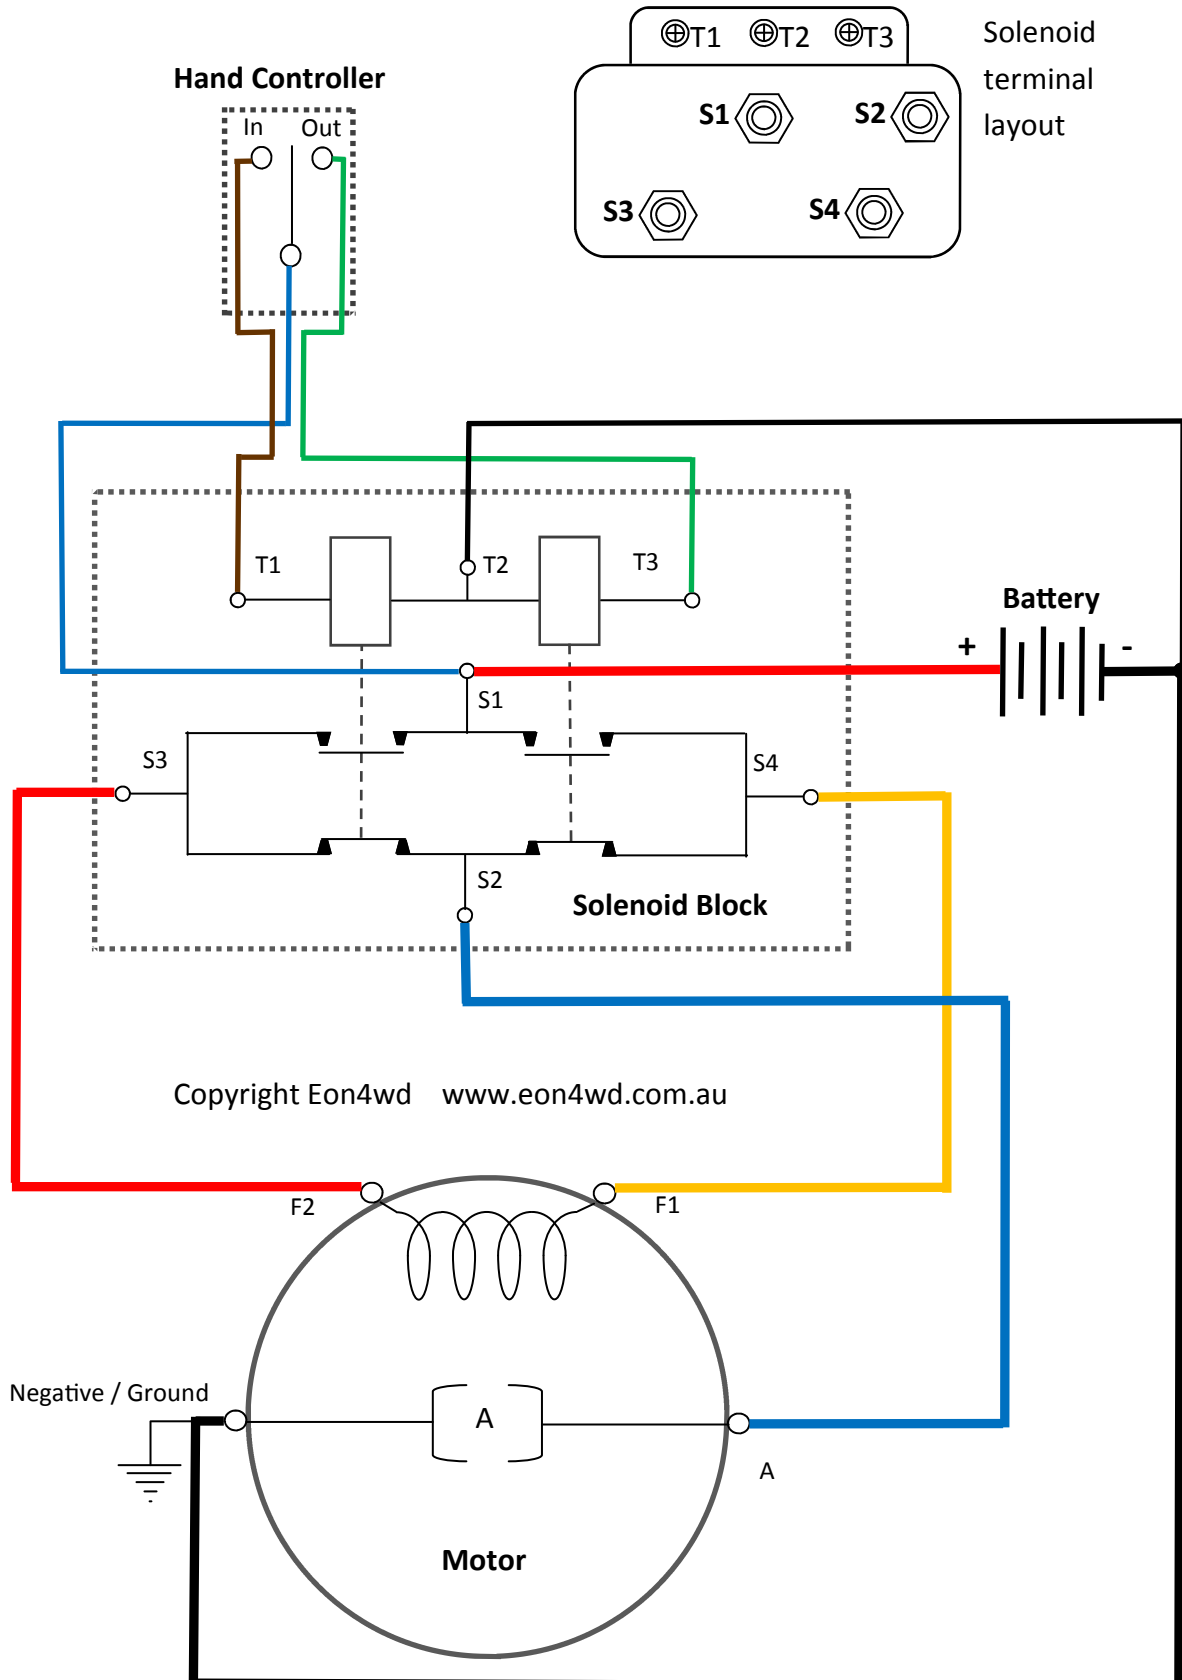 T1 T2 T3
Solenoid
terminal
layout
S1 S2
S3 S4
Hand Controller
In Out
T1 T2 T3
Battery
+ -
S1
S3 S4
S2
Solenoid Block
Copyright Eon4wd www.eon4wd.com.au
F2 F1
Negative / Ground
A
A
Motor